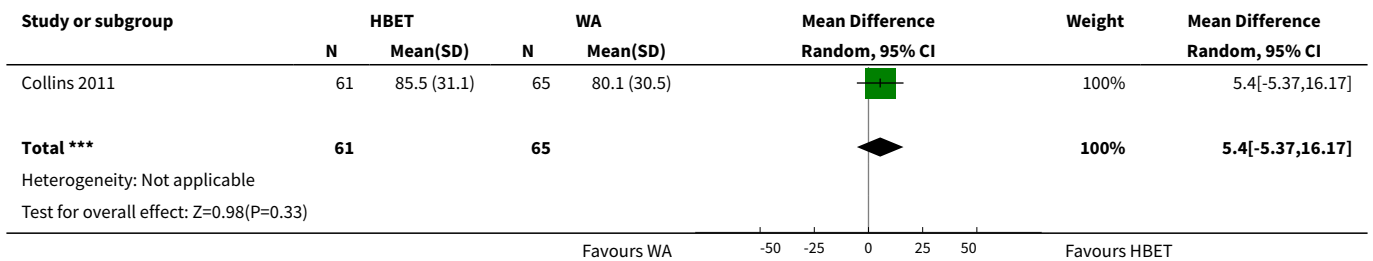 Study or subgroup HBET WA Mean Difference Weight Mean Difference
N Mean(SD) N Mean(SD) Random, 95% CI Random, 95% CI
Collins 2011 61 85.5 (31.1) 65 80.1 (30.5) 100% 5.4[-5.37,16.17]
Total *** 61 65 100% 5.4[-5.37,16.17]
Heterogeneity: Not applicable
Test for overall effect: Z=0.98(P=0.33)
Favours WA -50 -25 0 25 50 Favours HBET